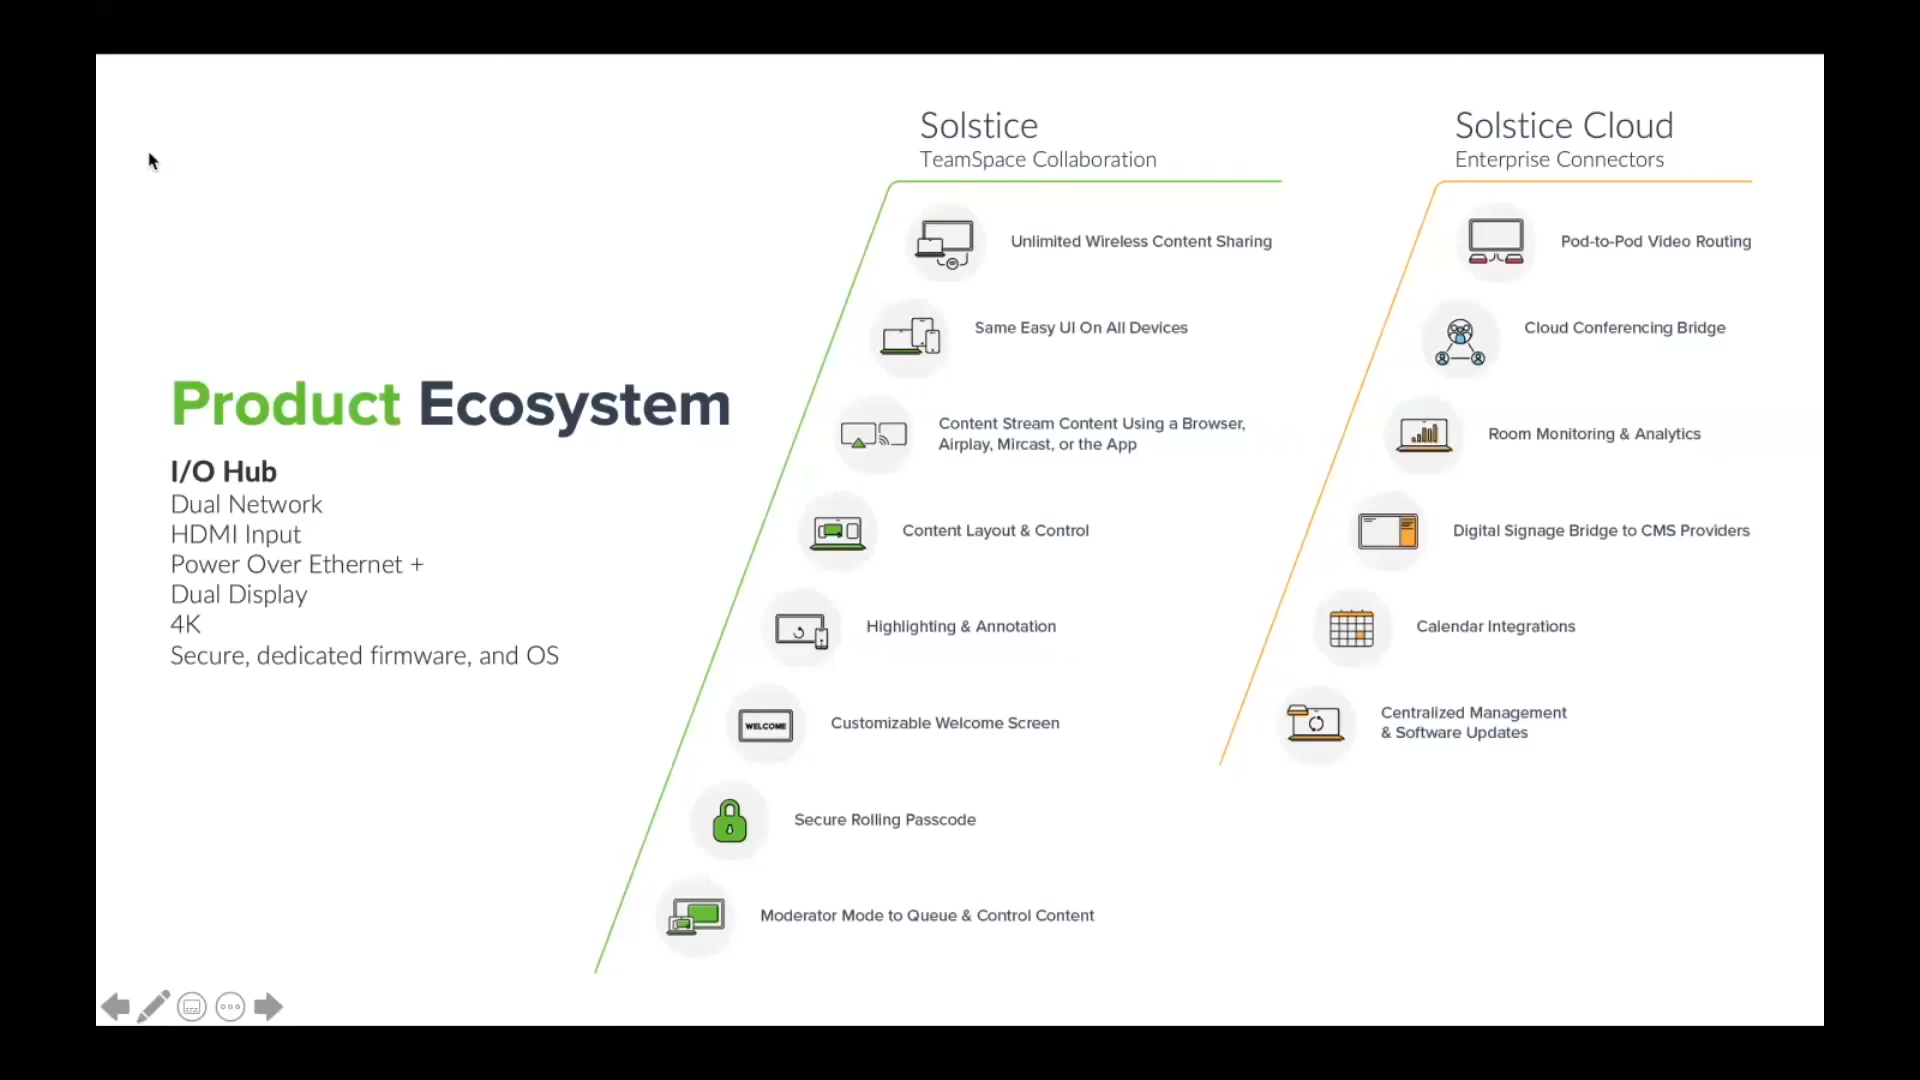 Product Ecosystem
I/O Hub
Dual Network
HDMI Input
Power Over Ethernet +
Dual Display
4K
Secure, dedicated firmware, and OS
Solstice
TeamSpace Collaboration
Unlimited Wireless Content Sharing
Same Easy UI On All Devices
Content Stream Content Using a Browser,
Airplay, Mircast, or the App
Content Layout & Control
Highlighting & Annotation
WELCOME
Customizable Welcome Screen
Secure Rolling Passcode
Moderator Mode to Queue & Control Content
Solstice Cloud
Enterprise Connectors
Pod-to-Pod Video Routing
Cloud Conferencing Bridge
Room Monitoring & Analytics
Digital Signage Bridge to CMS Providers
Calendar Integrations
Centralized Management
& Software Updates